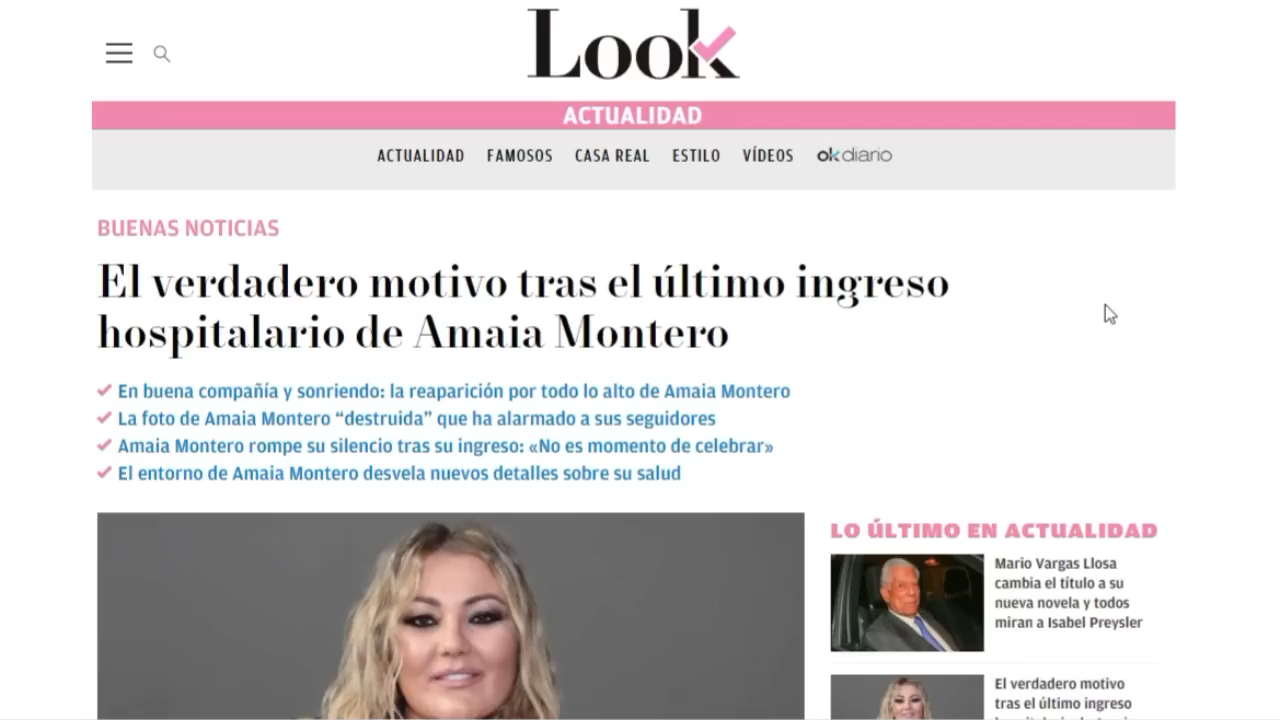 Look
ACTUALIDAD
ACTUALIDAD FAMOSOS CASA REAL ESTILO VÍDEOS okdiario
BUENAS NOTICIAS
El verdadero motivo tras el último ingreso
hospitalario de Amaia Montero
En buena compañía y sonriendo: la reaparición por todo lo alto de Amaia Montero
La foto de Amaia Montero “destruida” que ha alarmado a sus seguidores
Amaia Montero rompe su silencio tras su ingreso: «No es momento de celebrar»
El entorno de Amaia Montero desvela nuevos detalles sobre su salud
LO ÚLTIMO EN ACTUALIDAD
Mario Vargas Llosa
cambia el título a su
nueva novela y todos
miran a Isabel Preysler
El verdadero motivo
tras el último ingreso